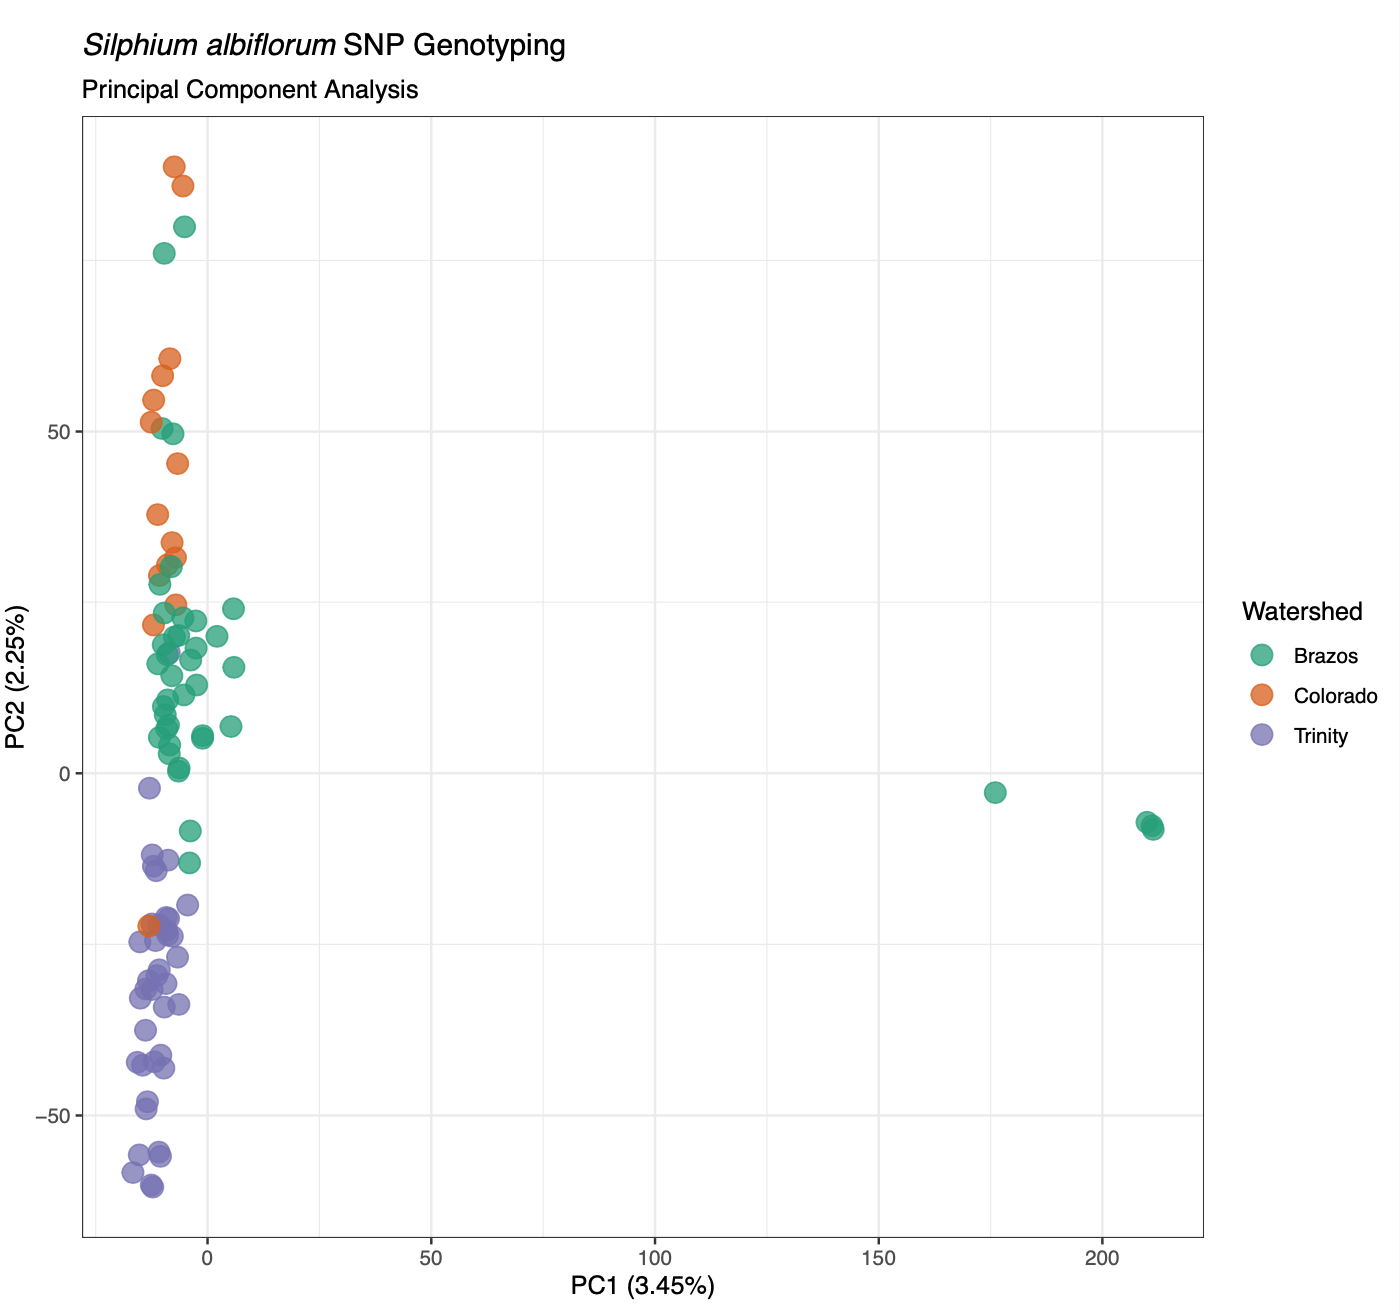 Silphium albiflorum SNP Genotyping
Principal Component Analysis
PC2 (2.25%)
50
0
−50
0
50
100
150
200
PC1 (3.45%)
Watershed
Brazos
Colorado
Trinity